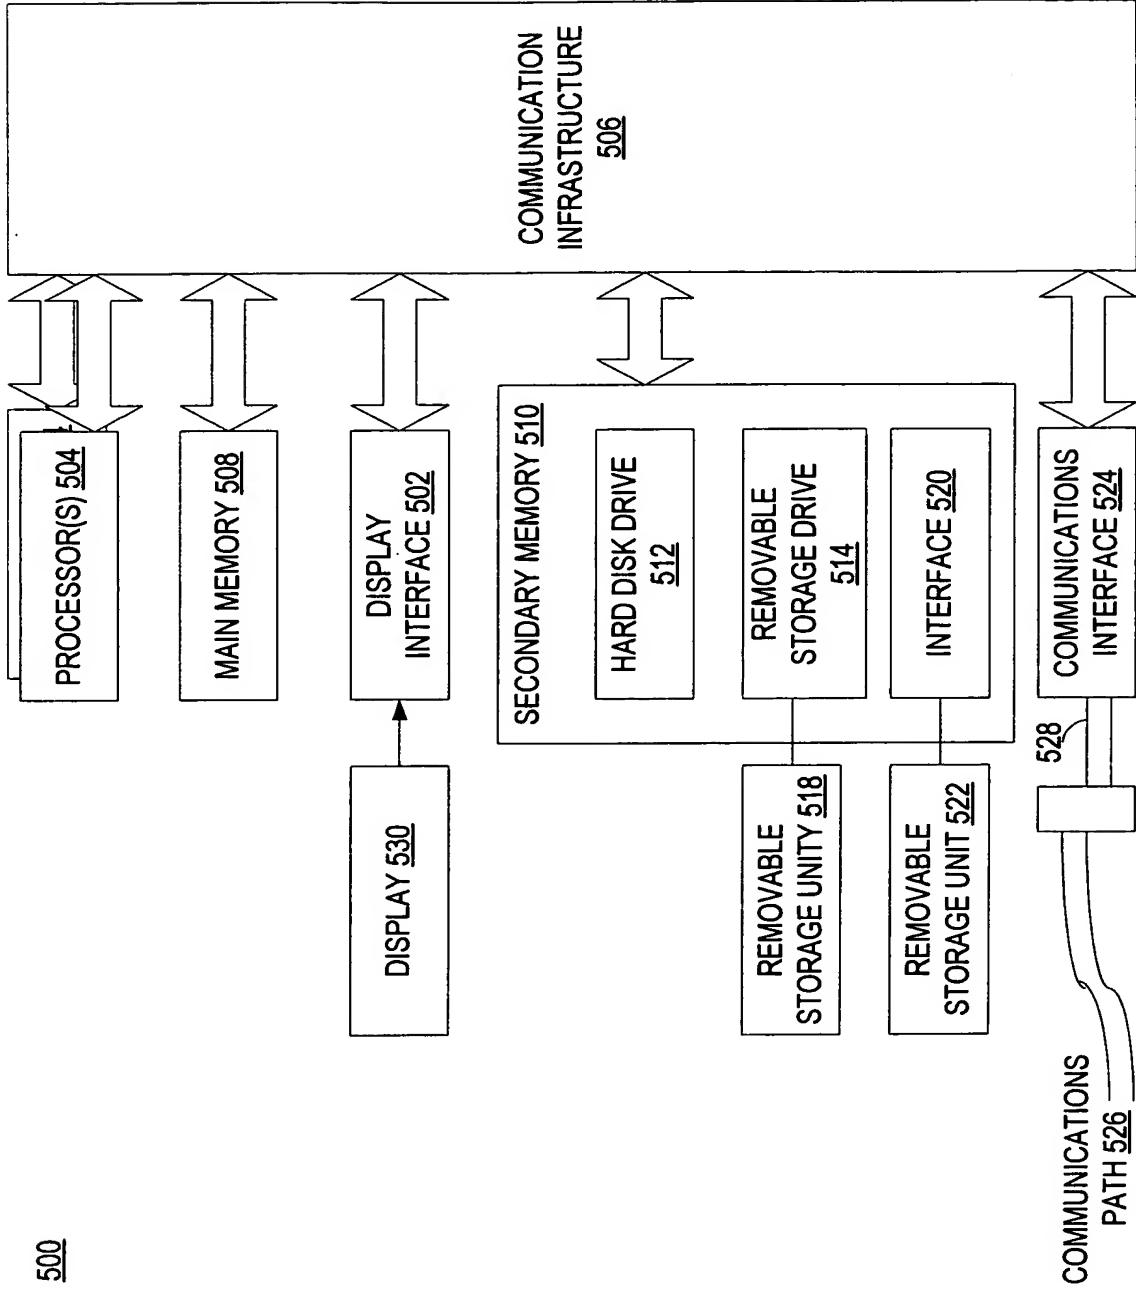 500
COMMUNICATION
INFRASTRUCTURE
506
PROCESSOR(S) 504
MAIN MEMORY 508
DISPLAY
INTERFACE 502
DISPLAY 530
SECONDARY MEMORY 510
HARD DISK DRIVE
512
REMOVABLE
STORAGE DRIVE
514
REMOVABLE
STORAGE UNITY 518
INTERFACE 520
REMOVABLE
STORAGE UNIT 522
COMMUNICATIONS
INTERFACE 524
528
COMMUNICATIONS
PATH 526